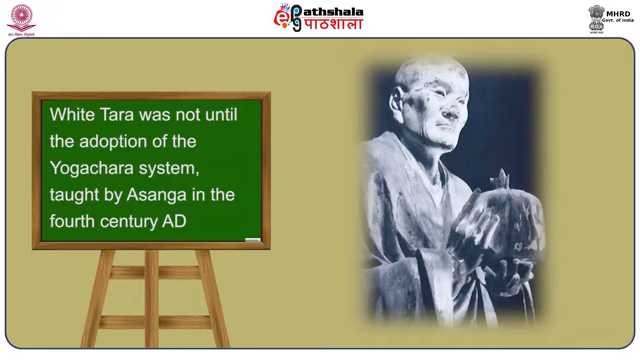 ePathshala
पाठशाला
MHRD
Govt. of India
White Tara was not until
the adoption of the
Yogachara system,
taught by Asanga in the
fourth century AD